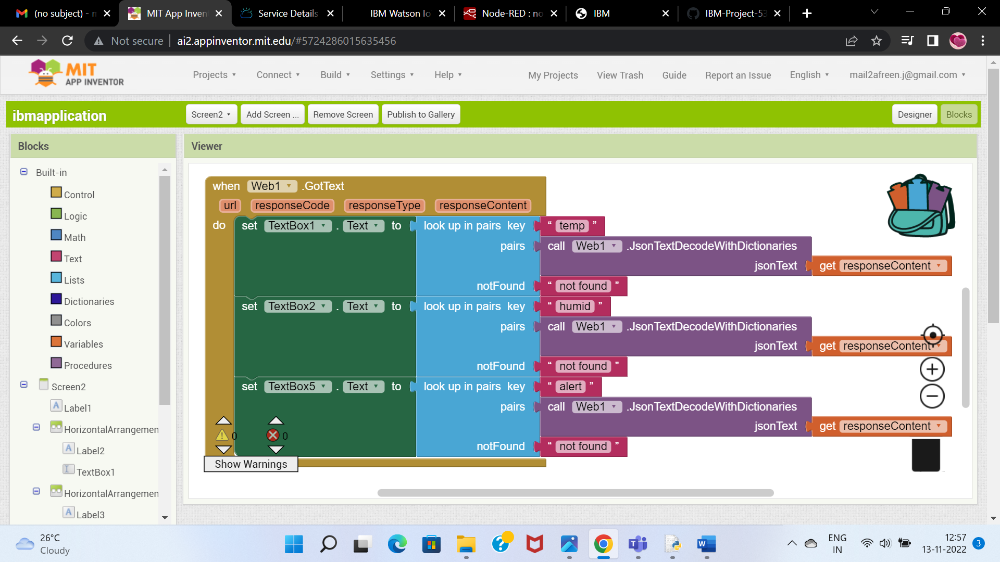 (no subject) - m
MIT App Inven
Service Details
IBM Watson Io
Node-RED : no
IBM
IBM-Project-53
Not secure
ai2.appinventor.mit.edu/#5724286015635456
MIT
APP INVENTOR
Projects
Connect
Build
Settings
Help
My Projects
View Trash
Guide
Report an Issue
English
mail2afreen.j@gmail.com
ibmapplication
Screen2
Add Screen ...
Remove Screen
Publish to Gallery
Designer
Blocks
Blocks
Viewer
Built-in
Control
Logic
Math
Text
Lists
Dictionaries
Colors
Variables
Procedures
Screen2
Label1
HorizontalArrangemen
Label2
TextBox1
HorizontalArrangemen
Label3
when Web1 .GotText
url responseCode responseType responseContent
do set TextBox1 . Text to look up in pairs key “ temp ”
pairs call Web1 .JsonTextDecodeWithDictionaries
jsonText get responseContent
notFound “ not found ”
set TextBox2 . Text to look up in pairs key “ humid ”
pairs call Web1 .JsonTextDecodeWithDictionaries
jsonText get responseContent
notFound “ not found ”
set TextBox5 . Text to look up in pairs key “ alert ”
pairs call Web1 .JsonTextDecodeWithDictionaries
jsonText get responseContent
notFound “ not found ”
0 0
Show Warnings
26°C
Cloudy
ENG
IN
12:57
13-11-2022
3